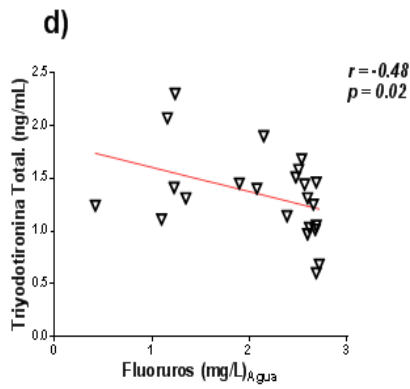 d)
r = -0.48
p = 0.02
2.5
2.0
1.5
1.0
0.5
0.0
Triyodotironina Total. (ng/mL)
0 1 2 3
Fluoruros (mg/L)Agua